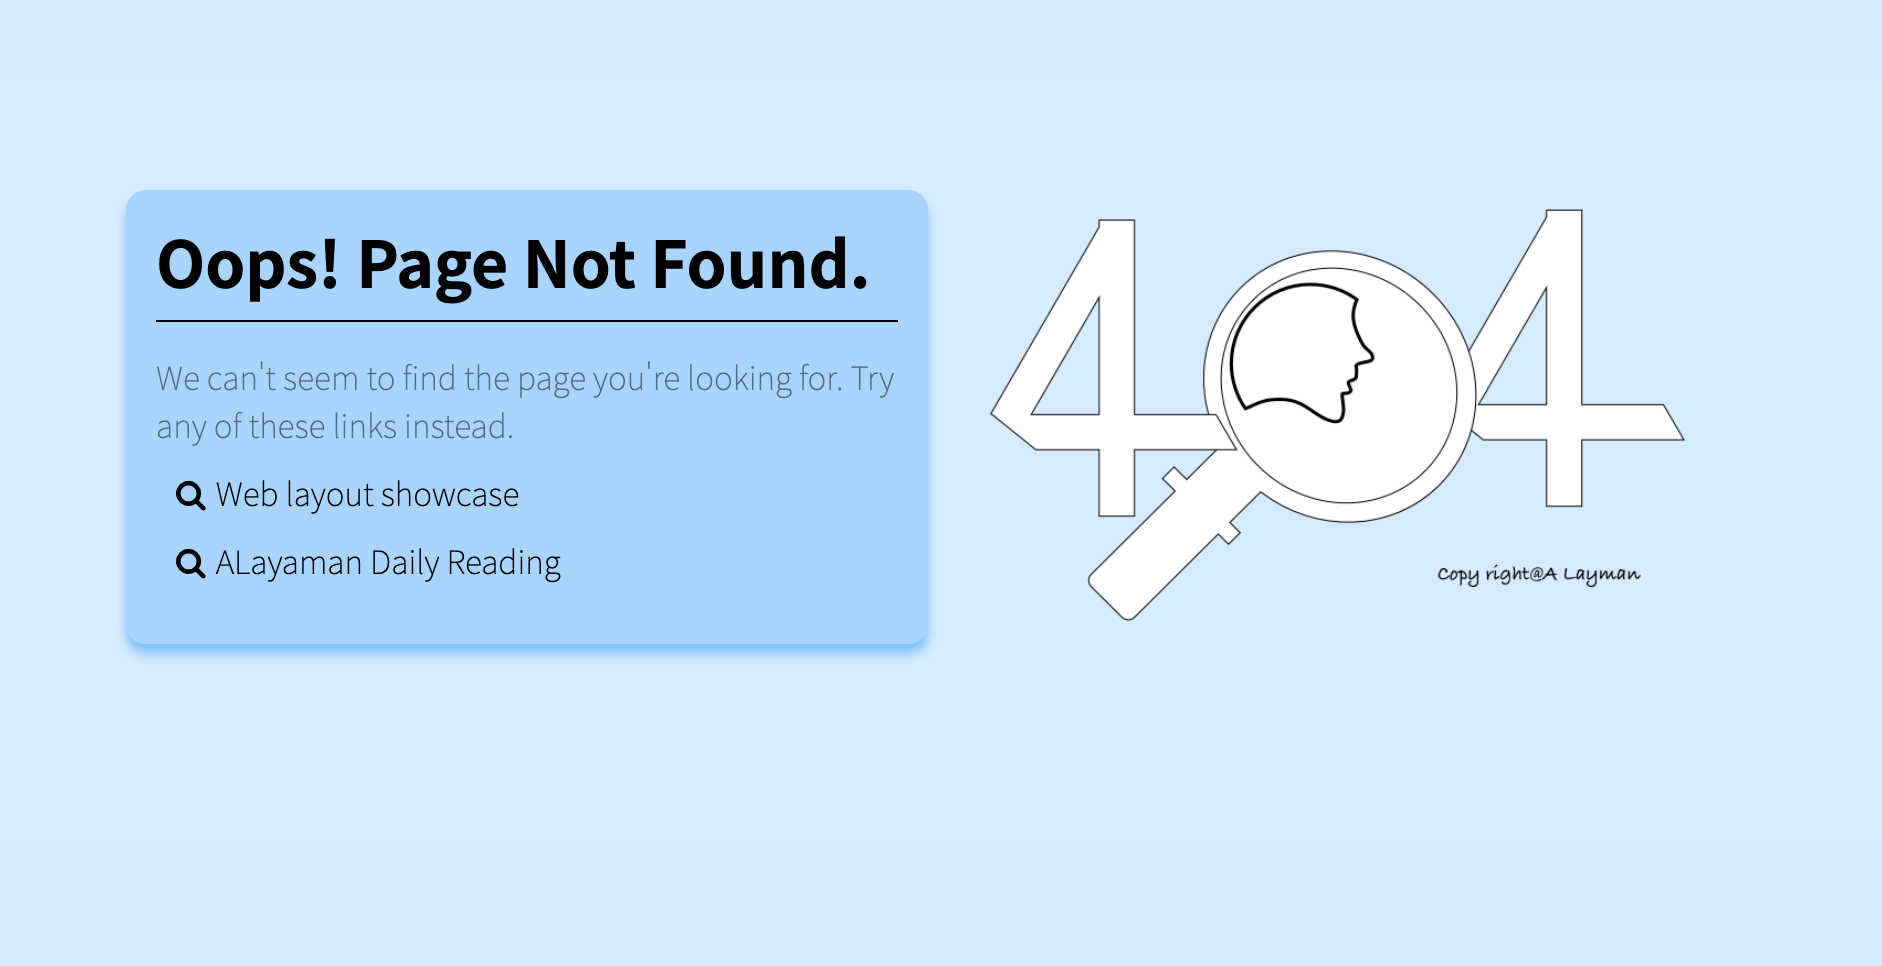 Oops! Page Not Found.
We can't seem to find the page you're looking for. Try
any of these links instead.
Web layout showcase
ALayaman Daily Reading
404
Copy right@A Layman